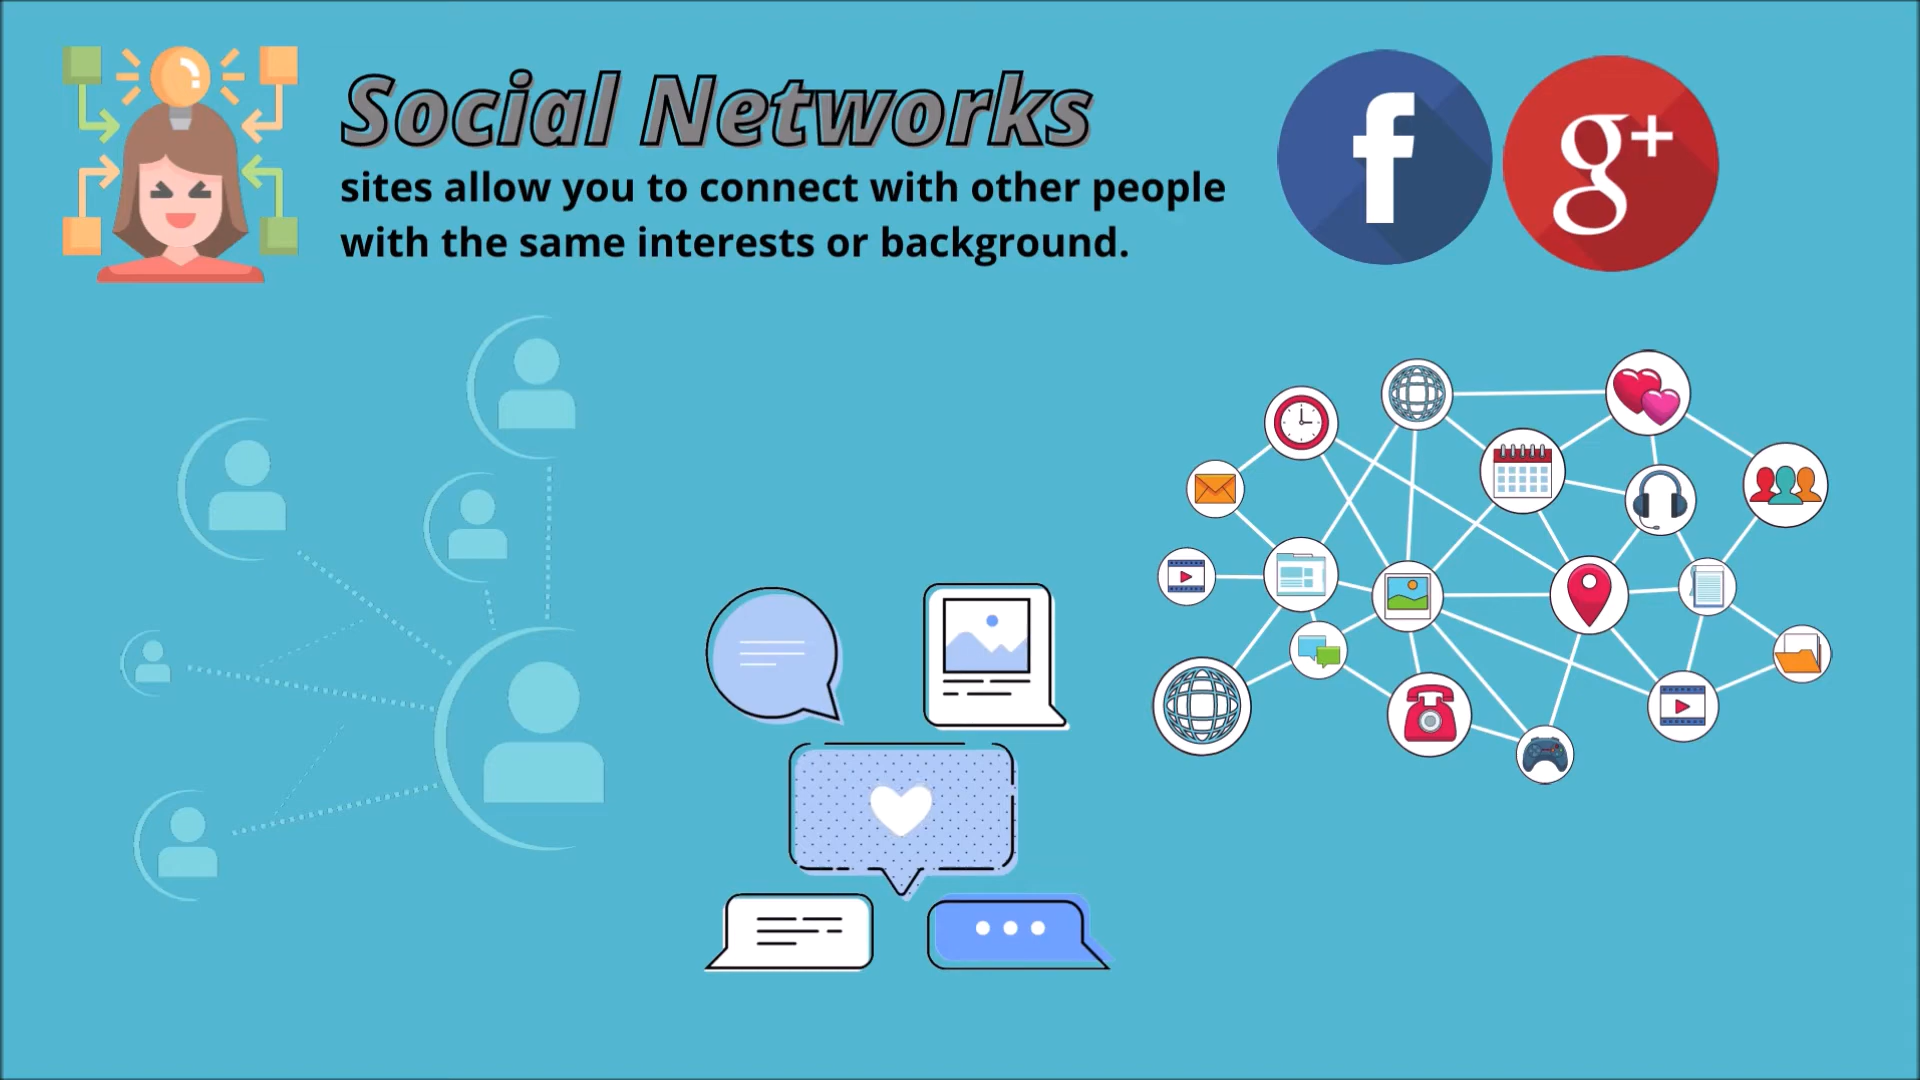 Social Networks
sites allow you to connect with other people
with the same interests or background.
f
g+